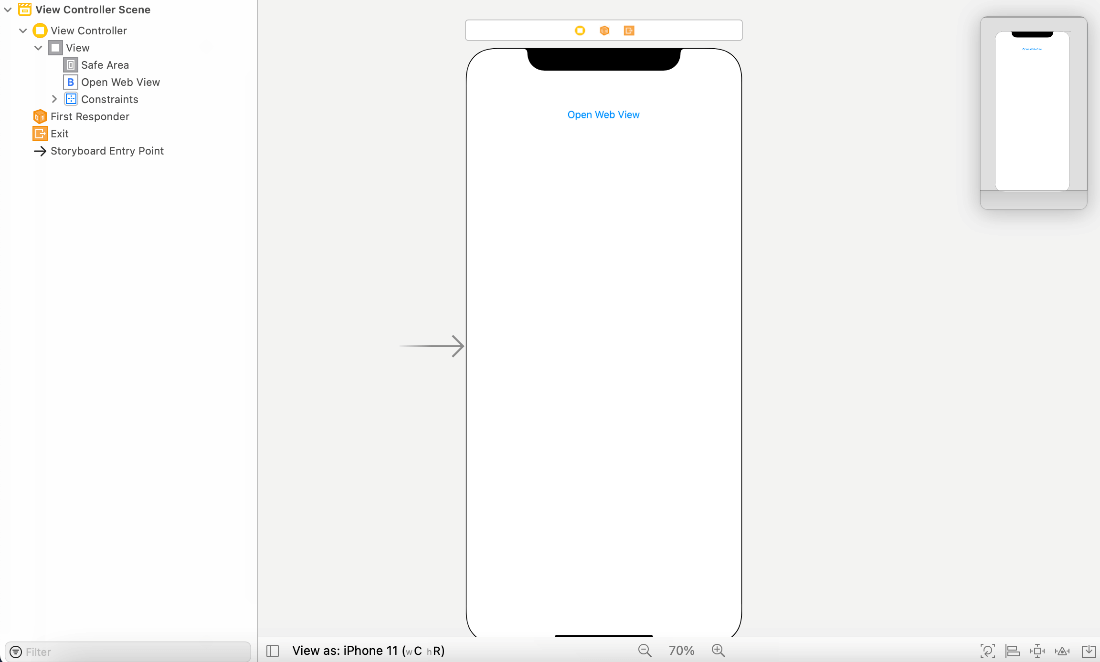 View Controller Scene
View Controller
View
Safe Area
B Open Web View
Constraints
First Responder
Exit
Storyboard Entry Point
Filter
Open Web View
View as: iPhone 11 (wC hR)
70%